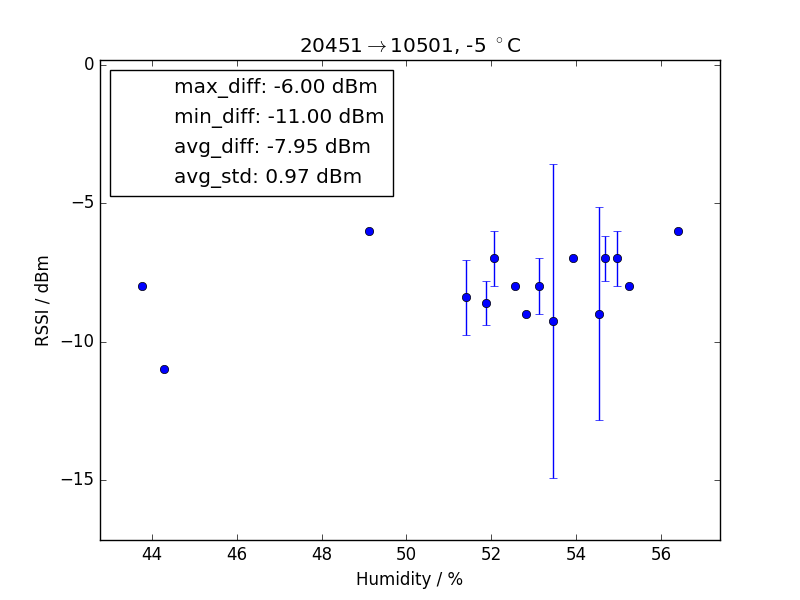 20451→10501, -5 °C
max_diff: -6.00 dBm
min_diff: -11.00 dBm
avg_diff: -7.95 dBm
avg_std: 0.97 dBm
RSSI / dBm
0
−5
−10
−15
44 46 48 50 52 54 56
Humidity / %